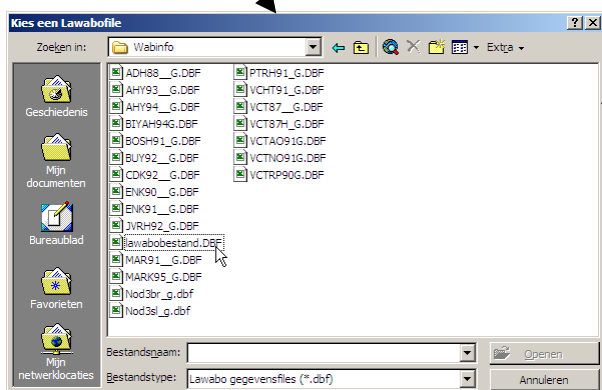 Kies een Lawabofile
Zoeken in: Wabinfo Extra
Geschiedenis
Mijn documenten
Bureaublad
Favorieten
Mijn netwerklocaties
ADH88__G.DBF
AHY93__G.DBF
AHY94__G.DBF
BIYAH94G.DBF
BOSH91_G.DBF
BUY92__G.DBF
CDK92__G.DBF
ENK90__G.DBF
ENK91__G.DBF
JVRH92_G.DBF
lawabobestand.DBF
MAR91__G.DBF
MARK95_G.DBF
Nod3br_g.dbf
Nod3sl_g.dbf
PTRH91_G.DBF
VCHT91_G.DBF
VCT87__G.DBF
VCT87H_G.DBF
VCTAO91G.DBF
VCTNO91G.DBF
VCTRP90G.DBF
Bestandsnaam: Openen
Bestandstype: Lawabo gegevensfiles (*.dbf) Annuleren